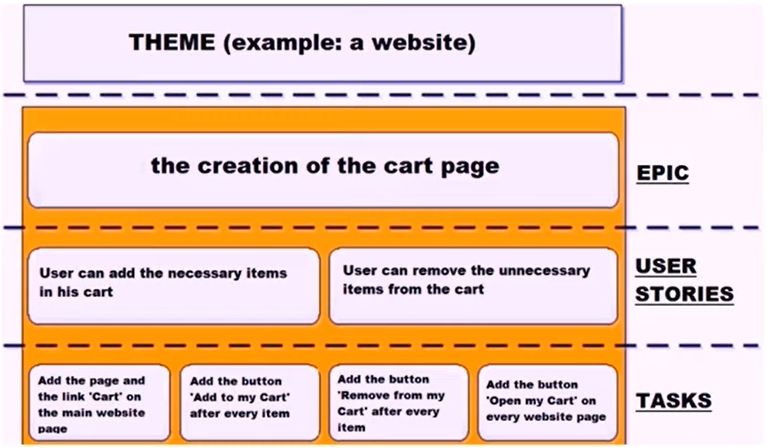 THEME (example: a website)
the creation of the cart page
EPIC
User can add the necessary items
in his cart
User can remove the unnecessary
items from the cart
USER
STORIES
Add the page and
the link 'Cart' on
the main website
page
Add the button
'Add to my Cart'
after every item
Add the button
'Remove from my
Cart' after every
item
Add the button
'Open my Cart' on
every website page
TASKS